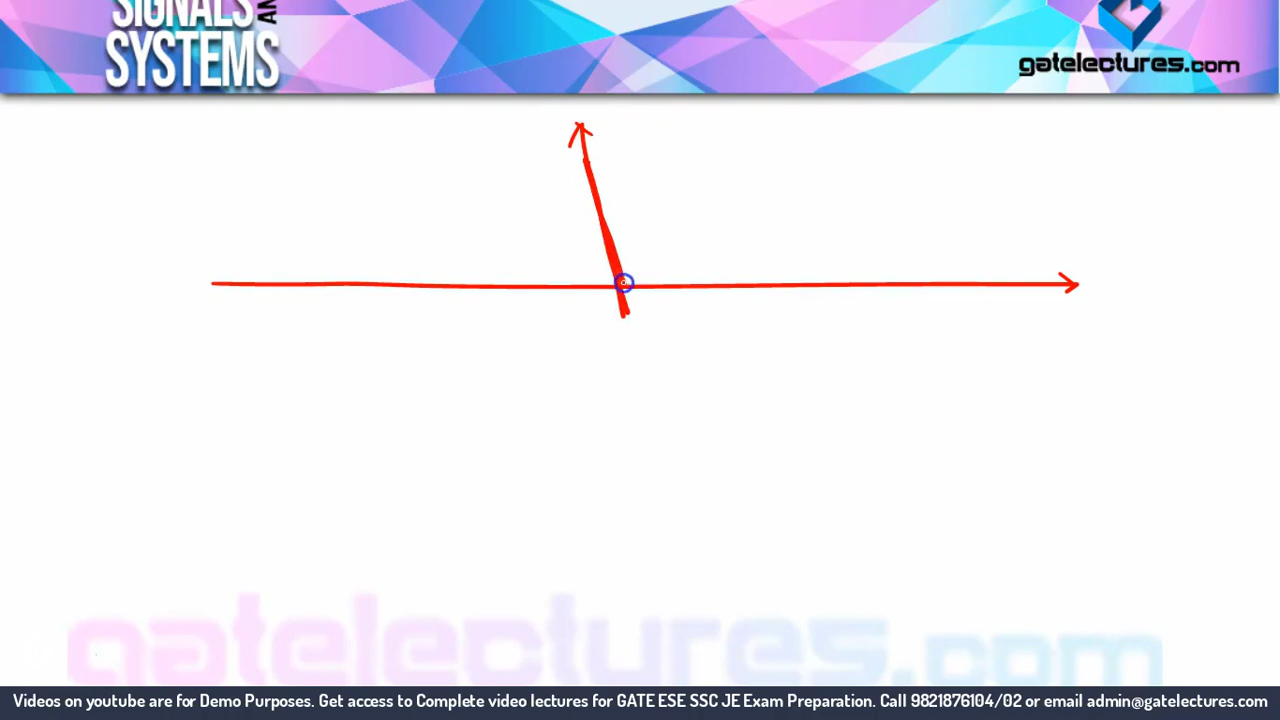 SIGNALS AND
SYSTEMS
gatelectures.com
gatelectures.com
Videos on youtube are for Demo Purposes. Get access to Complete video lectures for GATE ESE SSC JE Exam Preparation. Call 9821876104/02 or email admin@gatelectures.com